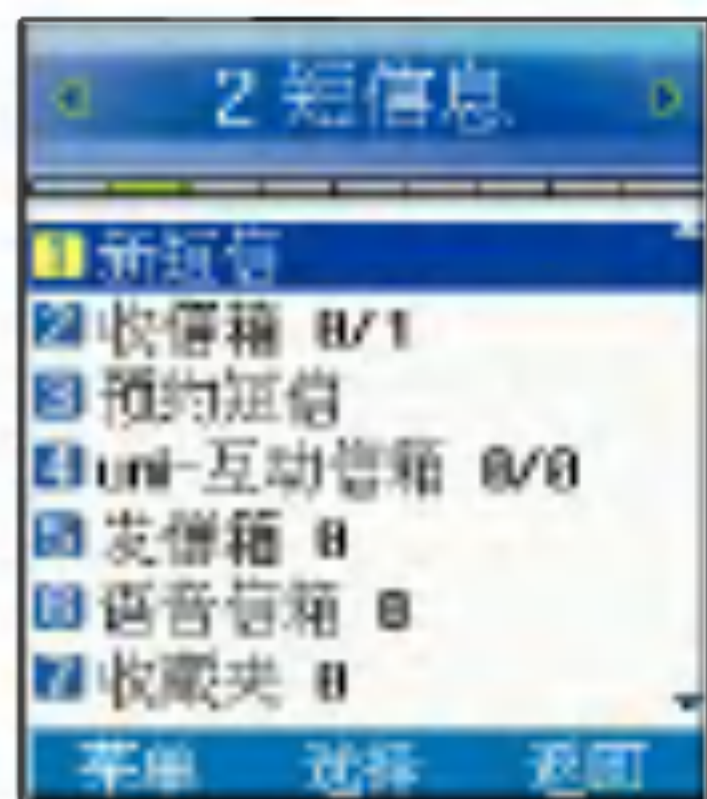 2 短信息
1 新短信
2 收信箱 0/1
3 预约短信
4 uni-互动信箱 0/0
5 发信箱 0
6 语音信箱 0
7 收藏夹 0
菜单 选择 返回